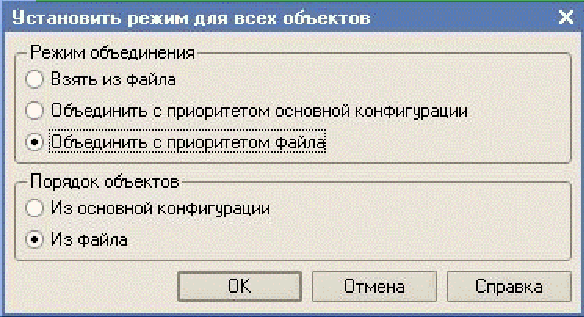 Установить режим для всех объектов
Режим объединения
Взять из файла
Объединить с приоритетом основной конфигурации
Объединить с приоритетом файла
Порядок объектов
Из основной конфигурации
Из файла
OK Отмена Справка